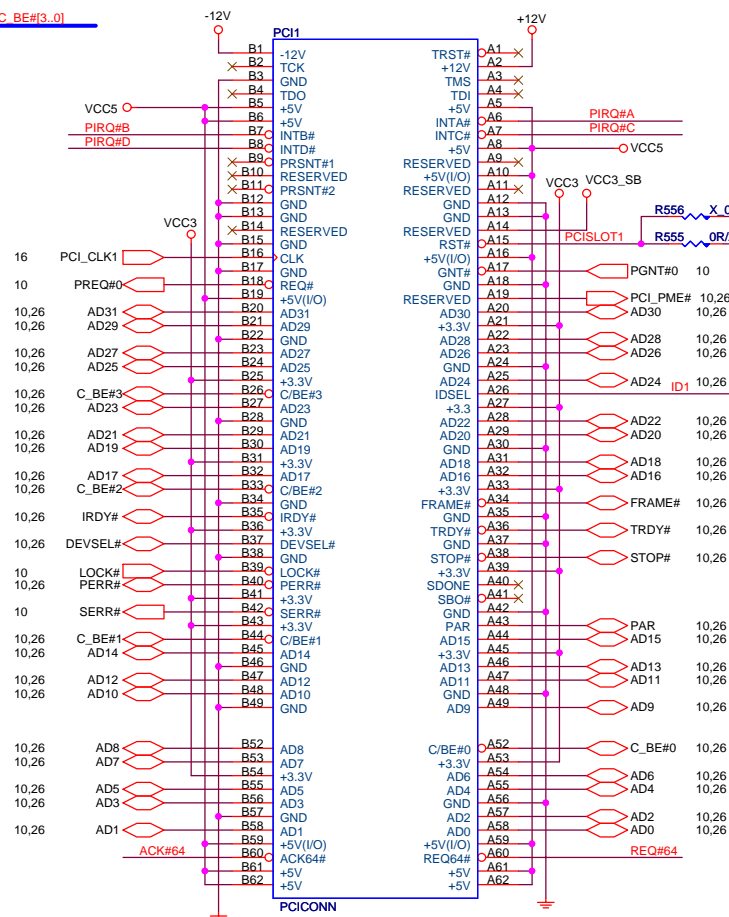 C_BE#[3..0]
-12V
+12V
PCI1
B1 -12V TRST# A1
B2 TCK +12V A2
B3 GND TMS A3
B4 TDO TDI A4
VCC5 B5 +5V +5V A5
B6 +5V INTA# A6 PIRQ#A
PIRQ#B B7 INTB# INTC# A7 PIRQ#C
PIRQ#D B8 INTD# +5V A8 VCC5
B9 PRSNT#1 RESERVED A9
B10 RESERVED +5V(I/O) A10
B11 PRSNT#2 RESERVED A11 VCC3 VCC3_SB
B12 GND GND A12
B13 GND GND A13 R556 X_0
VCC3 B14 RESERVED RESERVED A14
B15 GND RST# A15 PCISLOT1 R555 0R/
16 PCI_CLK1 B16 CLK +5V(I/O) A16
B17 GND GNT# A17 PGNT#0 10
10 PREQ#0 B18 REQ# GND A18
B19 +5V(I/O) RESERVED A19 PCI_PME# 10,26
10,26 AD31 B20 AD31 AD30 A20 AD30 10,26
10,26 AD29 B21 AD29 +3.3V A21
B22 GND AD28 A22 AD28 10,26
10,26 AD27 B23 AD27 AD26 A23 AD26 10,26
10,26 AD25 B24 AD25 GND A24
B25 +3.3V AD24 A25 AD24 10,26
10,26 C_BE#3 B26 C/BE#3 IDSEL A26 ID1
10,26 AD23 B27 AD23 +3.3 A27
B28 GND AD22 A28 AD22 10,26
10,26 AD21 B29 AD21 AD20 A29 AD20 10,26
10,26 AD19 B30 AD19 GND A30
B31 +3.3V AD18 A31 AD18 10,26
10,26 AD17 B32 AD17 AD16 A32 AD16 10,26
10,26 C_BE#2 B33 C/BE#2 +3.3V A33
B34 GND FRAME# A34 FRAME# 10,26
10,26 IRDY# B35 IRDY# GND A35
B36 +3.3V TRDY# A36 TRDY# 10,26
10,26 DEVSEL# B37 DEVSEL# GND A37
B38 GND STOP# A38 STOP# 10,26
10 LOCK# B39 LOCK# +3.3V A39
10,26 PERR# B40 PERR# SDONE A40
B41 +3.3V SBO# A41
10 SERR# B42 SERR# GND A42
B43 +3.3V PAR A43 PAR 10,26
10,26 C_BE#1 B44 C/BE#1 AD15 A44 AD15 10,26
10,26 AD14 B45 AD14 +3.3V A45
B46 GND AD13 A46 AD13 10,26
10,26 AD12 B47 AD12 AD11 A47 AD11 10,26
10,26 AD10 B48 AD10 GND A48
B49 GND AD9 A49 AD9 10,26
10,26 AD8 B52 AD8 C/BE#0 A52 C_BE#0 10,26
10,26 AD7 B53 AD7 +3.3V A53
B54 +3.3V AD6 A54 AD6 10,26
10,26 AD5 B55 AD5 AD4 A55 AD4 10,26
10,26 AD3 B56 AD3 GND A56
B57 GND AD2 A57 AD2 10,26
10,26 AD1 B58 AD1 AD0 A58 AD0 10,26
B59 +5V(I/O) +5V(I/O) A59
ACK#64 B60 ACK64# REQ64# A60 REQ#64
B61 +5V +5V A61
B62 +5V +5V A62
PCICONN